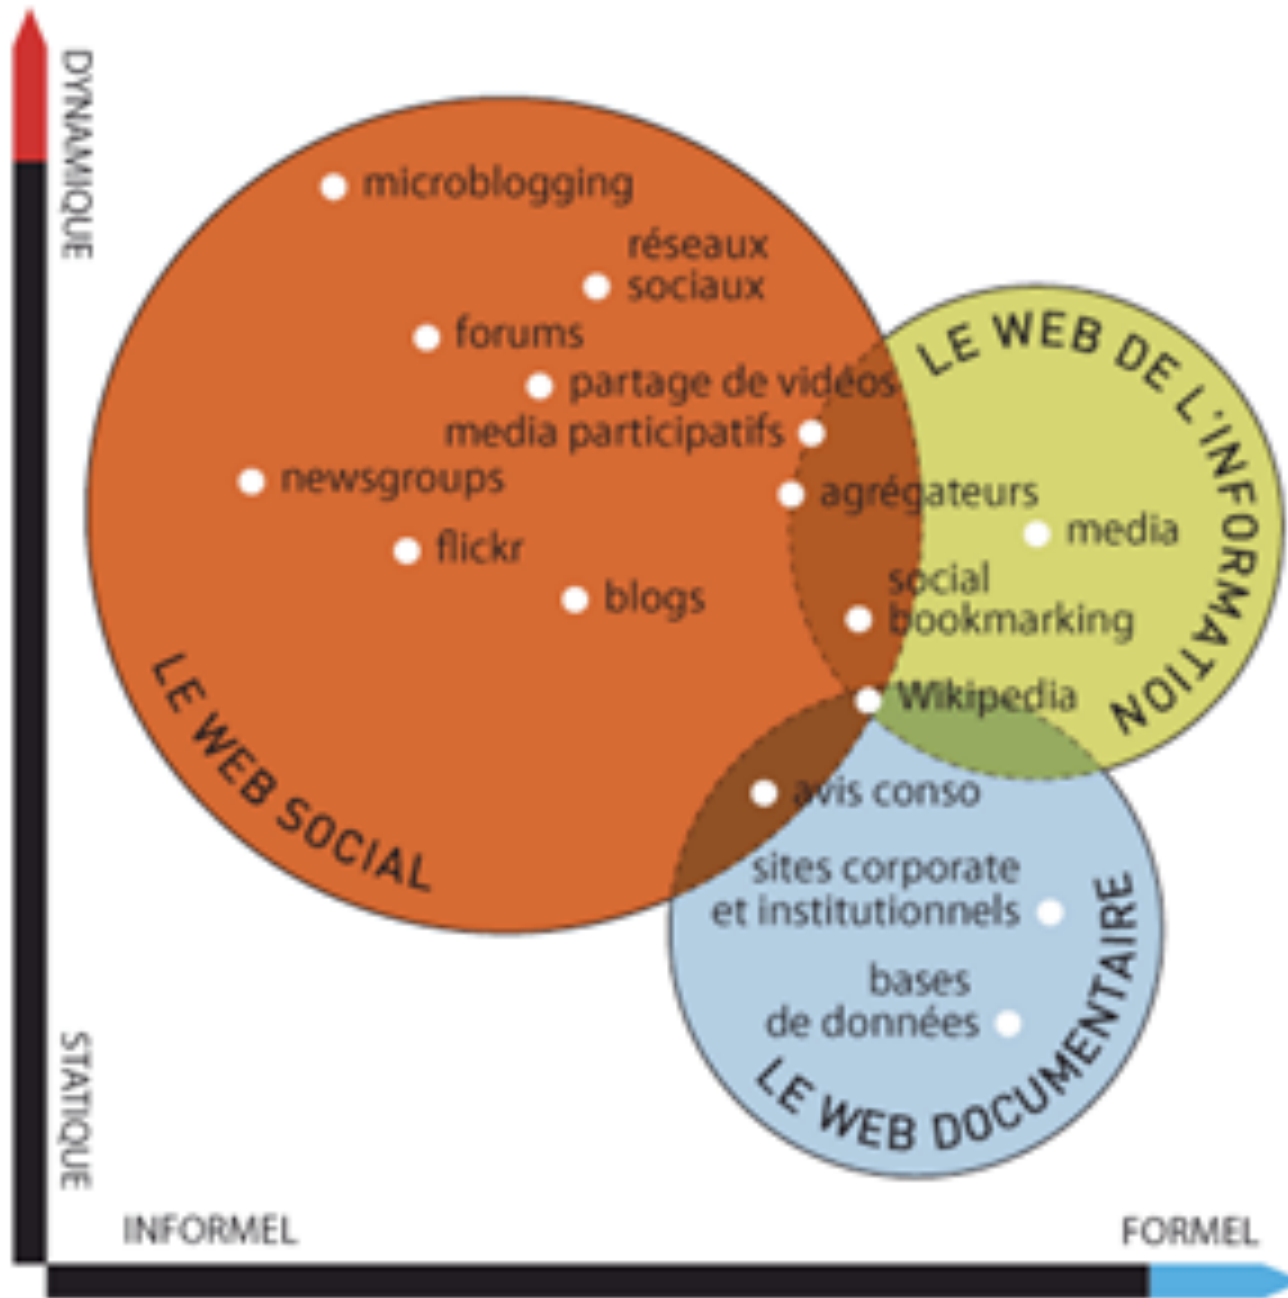 DYNAMIQUE
microblogging
réseaux
sociaux
forums
partage de vidéos
media participatifs
newsgroups
agrégateurs
flickr
blogs
LE WEB DE L'INFORMATION
media
social
bookmarking
Wikipedia
LE WEB SOCIAL
avis conso
sites corporate
et institutionnels
bases
de données
LE WEB DOCUMENTAIRE
STATIQUE
INFORMEL
FORMEL